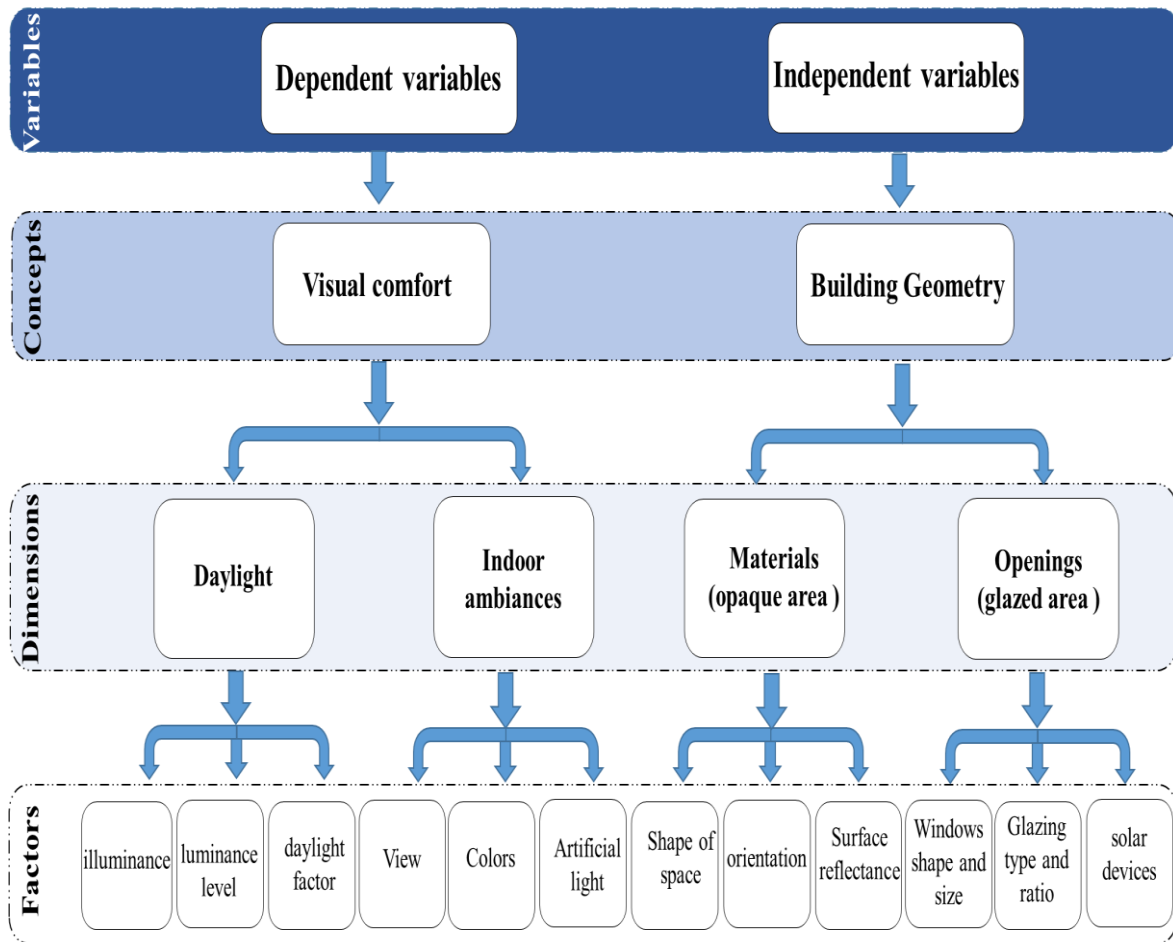 Variables
Dependent variables
Independent variables
Concepts
Visual comfort
Building Geometry
Dimensions
Daylight
Indoor
ambiances
Materials
(opaque area )
Openings
(glazed area )
Factors
illuminance
luminance
level
daylight
factor
View
Colors
Artificial
light
Shape of
space
orientation
Surface
reflectance
Windows
shape and
size
Glazing
type and
ratio
solar
devices